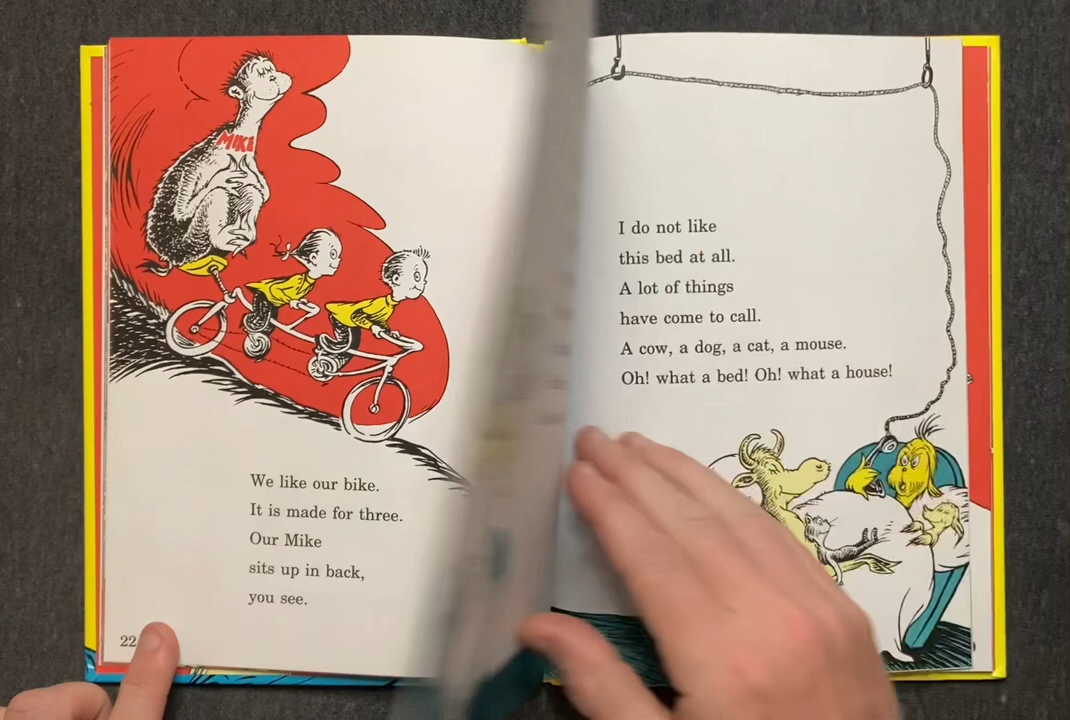 MIKE
We like our bike.
It is made for three.
Our Mike
sits up in back,
you see.
22
I do not like
this bed at all.
A lot of things
have come to call.
A cow, a dog, a cat, a mouse.
Oh! what a bed! Oh! what a house!